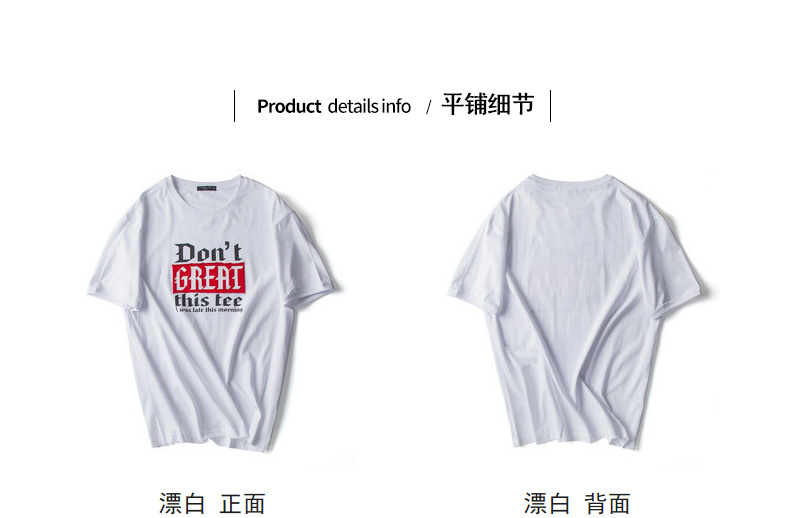 Product details info / 平铺细节
Don't
GREAT
this tee
I was late this morning
漂白 正面
漂白 背面